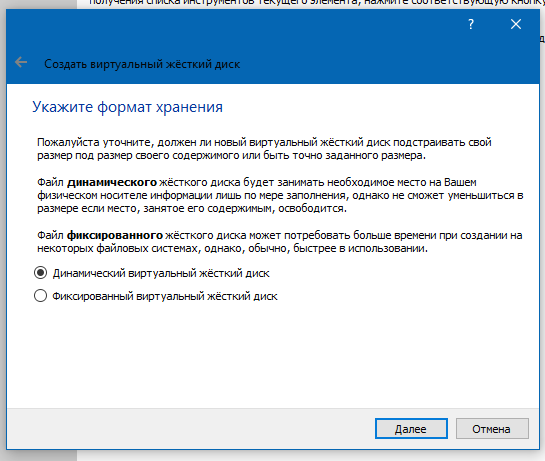 получения списка инструментов текущего элемента, нажмите соответствующую кнопку
?
Создать виртуальный жёсткий диск
Укажите формат хранения
Пожалуйста уточните, должен ли новый виртуальный жёсткий диск подстраивать свой
размер под размер своего содержимого или быть точно заданного размера.
Файл динамического жёсткого диска будет занимать необходимое место на Вашем
физическом носителе информации лишь по мере заполнения, однако не сможет уменьшиться в
размере если место, занятое его содержимым, освободится.
Файл фиксированного жёсткого диска может потребовать больше времени при создании на
некоторых файловых системах, однако, обычно, быстрее в использовании.
Динамический виртуальный жёсткий диск
Фиксированный виртуальный жёсткий диск
Далее
Отмена